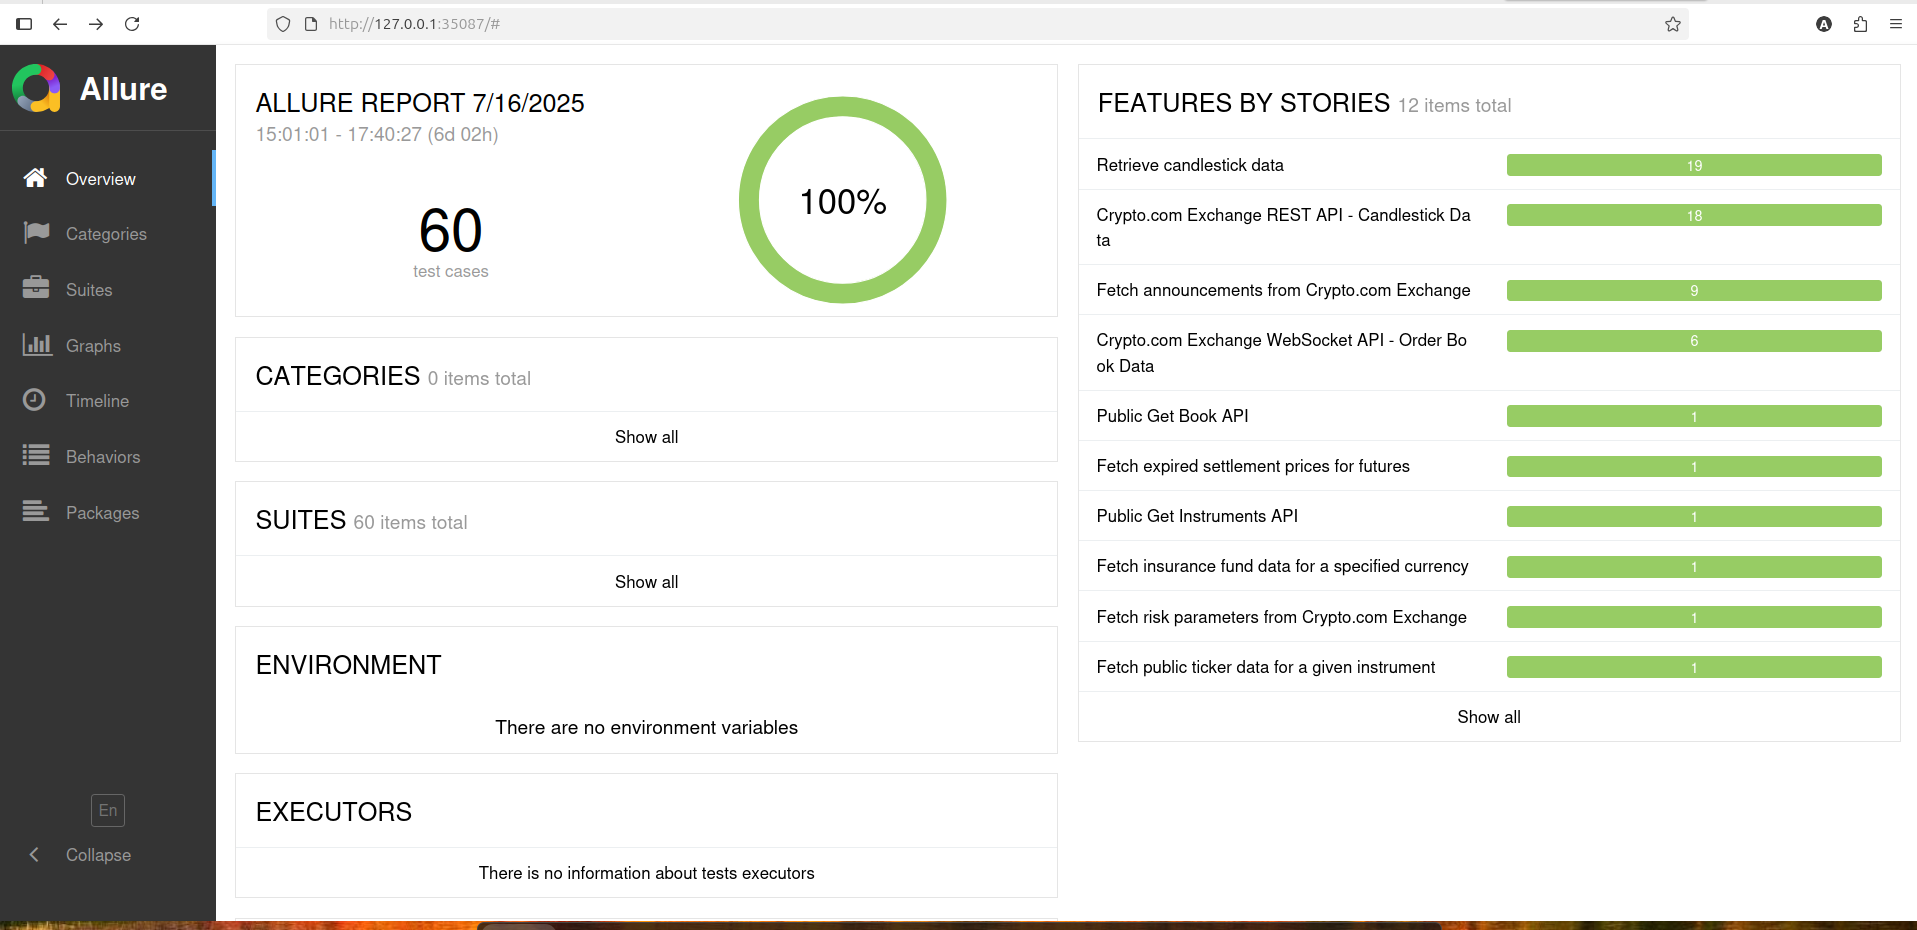 http://127.0.0.1:35087/#
A
Allure
Overview
Categories
Suites
Graphs
Timeline
Behaviors
Packages
En
Collapse
ALLURE REPORT 7/16/2025
15:01:01 - 17:40:27 (6d 02h)
60
test cases
100%
CATEGORIES 0 items total
Show all
SUITES 60 items total
Show all
ENVIRONMENT
There are no environment variables
EXECUTORS
There is no information about tests executors
FEATURES BY STORIES 12 items total
Retrieve candlestick data 19
Crypto.com Exchange REST API - Candlestick Da 18
ta
Fetch announcements from Crypto.com Exchange 9
Crypto.com Exchange WebSocket API - Order Bo 6
ok Data
Public Get Book API 1
Fetch expired settlement prices for futures 1
Public Get Instruments API 1
Fetch insurance fund data for a specified currency 1
Fetch risk parameters from Crypto.com Exchange 1
Fetch public ticker data for a given instrument 1
Show all